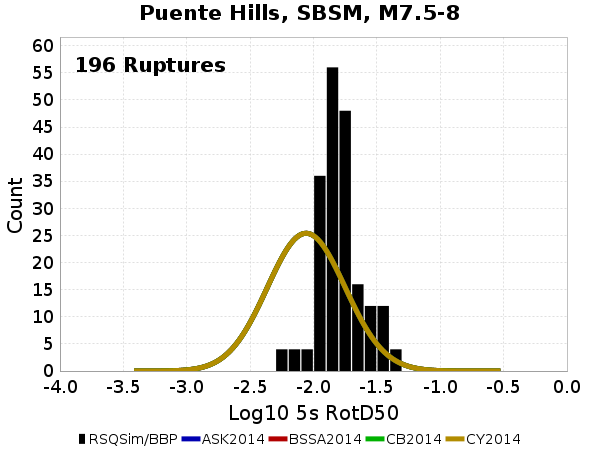 Puente Hills, SBSM, M7.5-8
196 Ruptures
Count
60
55
50
45
40
35
30
25
20
15
10
5
0
-4.0 -3.5 -3.0 -2.5 -2.0 -1.5 -1.0 -0.5 0.0
Log10 5s RotD50
RSQSim/BBP ASK2014 BSSA2014 CB2014 CY2014